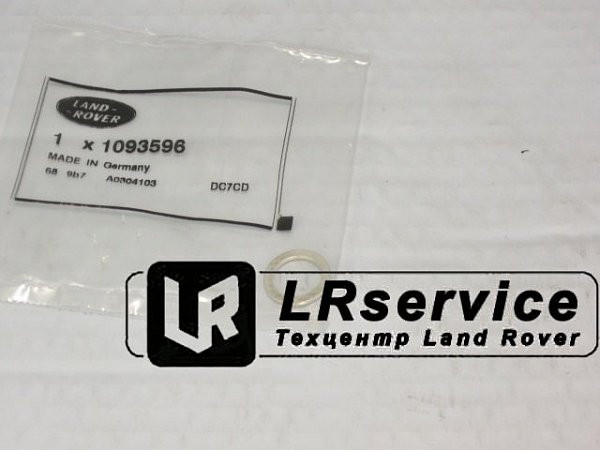 LAND-
-ROVER
1 x 1093596
MADE IN Germany
68 9b7 A0304103 DC7CD
LR LRservice
Техцентр Land Rover